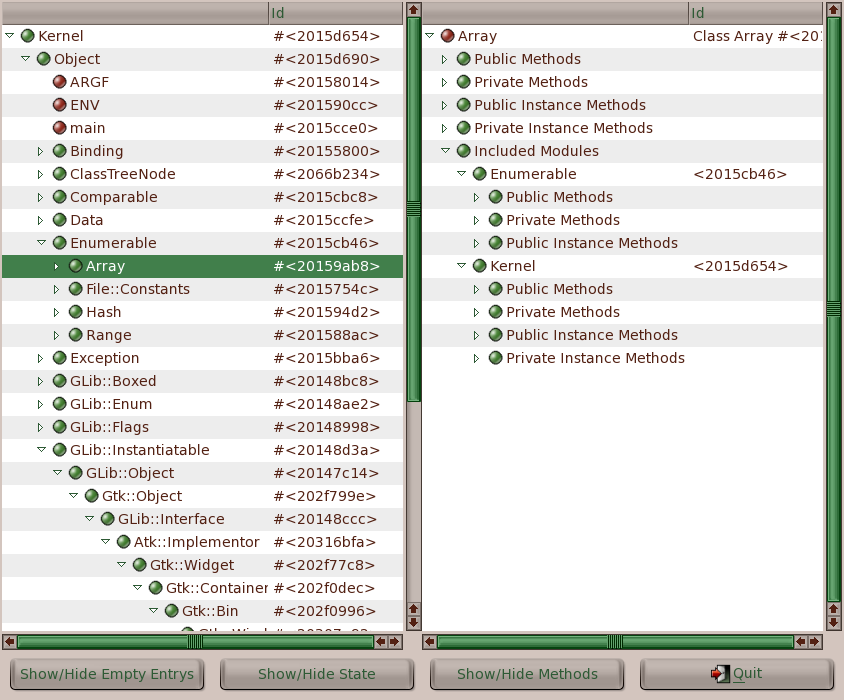 Id
Kernel #<2015d654>
Object #<2015d690>
ARGF #<20158014>
ENV #<201590cc>
main #<2015cce0>
Binding #<20155800>
ClassTreeNode #<2066b234>
Comparable #<2015cbc8>
Data #<2015ccfe>
Enumerable #<2015cb46>
Array #<20159ab8>
File::Constants #<2015754c>
Hash #<201594d2>
Range #<201588ac>
Exception #<2015bba6>
GLib::Boxed #<20148bc8>
GLib::Enum #<20148ae2>
GLib::Flags #<20148998>
GLib::Instantiatable #<20148d3a>
GLib::Object #<20147c14>
Gtk::Object #<202f799e>
GLib::Interface #<20148ccc>
Atk::Implementor #<20316bfa>
Gtk::Widget #<202f77c8>
Gtk::Container #<202f0dec>
Gtk::Bin #<202f0996>
Id
Array Class Array #<201
Public Methods
Private Methods
Public Instance Methods
Private Instance Methods
Included Modules
Enumerable <2015cb46>
Public Methods
Private Methods
Public Instance Methods
Kernel <2015d654>
Public Methods
Private Methods
Public Instance Methods
Private Instance Methods
Show/Hide Empty Entrys
Show/Hide State
Show/Hide Methods
Quit